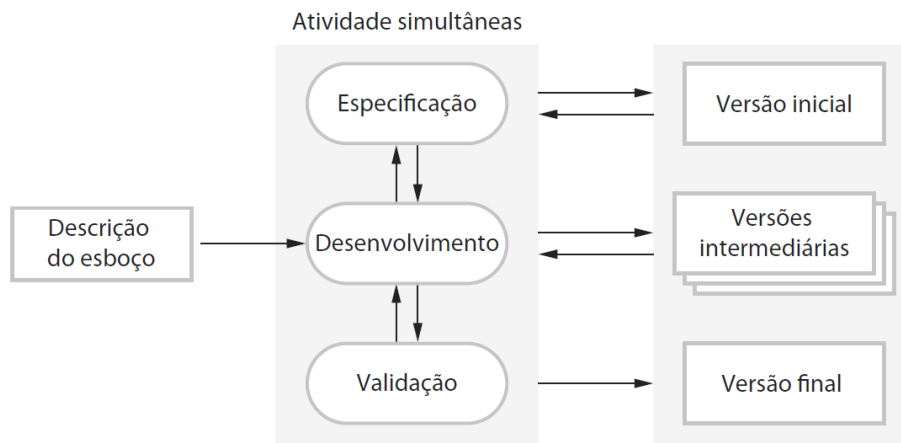 Atividade simultâneas
Especificação
Versão inicial
Descrição
do esboço
Desenvolvimento
Versões
intermediárias
Validação
Versão final